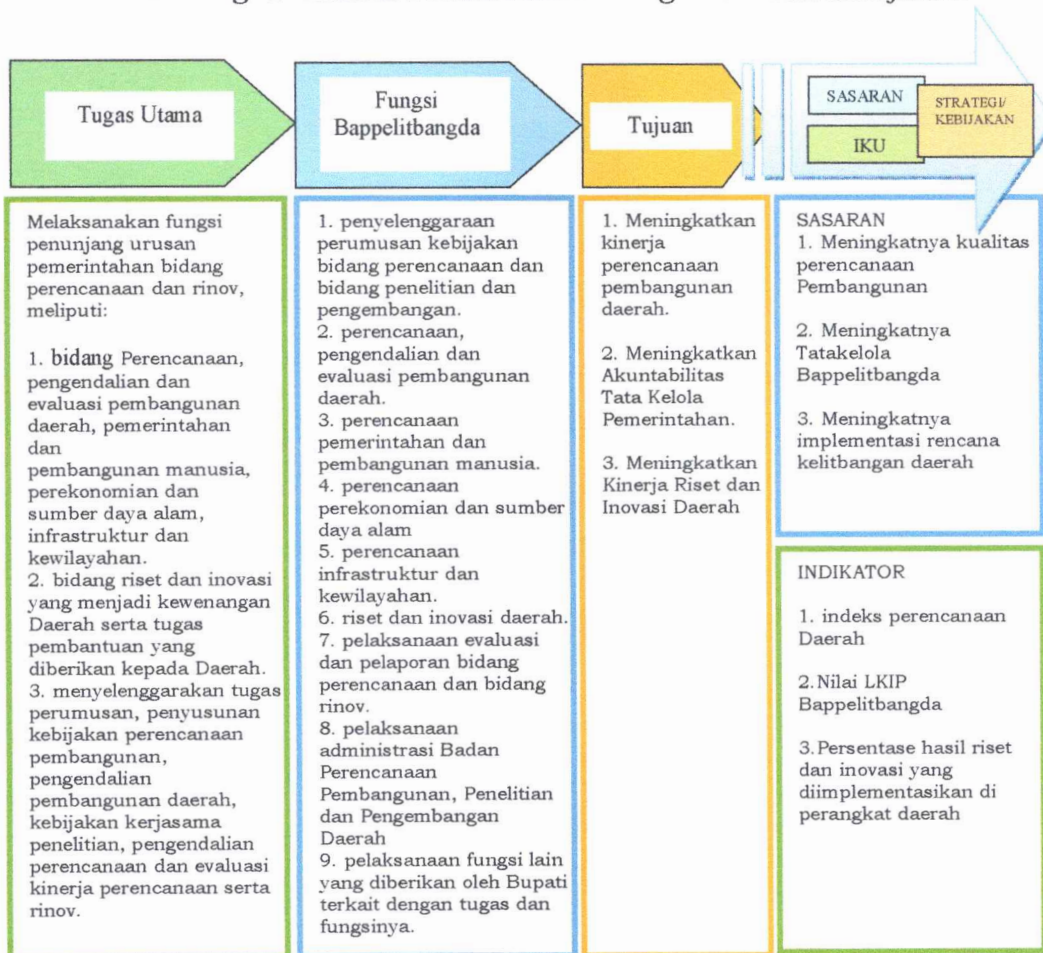 Tugas Utama
Fungsi
Bappelitbangda
Tujuan
SASARAN
IKU
STRATEGI/
KEBIJAKAN
Melaksanakan fungsi
penunjang urusan
pemerintahan bidang
perencanaan dan rinov,
meliputi:
1. bidang Perencanaan,
pengendalian dan
evaluasi pembangunan
daerah, pemerintahan
dan
pembangunan manusia,
perekonomian dan
sumber daya alam,
infrastruktur dan
kewilayahan.
2. bidang riset dan inovasi
yang menjadi kewenangan
Daerah serta tugas
pembantuan yang
diberikan kepada Daerah.
3. menyelenggarakan tugas
perumusan, penyusunan
kebijakan perencanaan
pembangunan,
pengendalian
pembangunan daerah,
kebijakan kerjasama
penelitian, pengendalian
perencanaan dan evaluasi
kinerja perencanaan serta
rinov.
1. penyelenggaraan
perumusan kebijakan
bidang perencanaan dan
bidang penelitian dan
pengembangan.
2. perencanaan,
pengendalian dan
evaluasi pembangunan
daerah.
3. perencanaan
pemerintahan dan
pembangunan manusia.
4. perencanaan
perekonomian dan sumber
daya alam
5. perencanaan
infrastruktur dan
kewilayahan.
6. riset dan inovasi daerah.
7. pelaksanaan evaluasi
dan pelaporan bidang
perencanaan dan bidang
rinov.
8. pelaksanaan
administrasi Badan
Perencanaan
Pembangunan, Penelitian
dan Pengembangan
Daerah
9. pelaksanaan fungsi lain
yang diberikan oleh Bupati
terkait dengan tugas dan
fungsinya.
1. Meningkatkan
kinerja
perencanaan
pembangunan
daerah.
2. Meningkatkan
Akuntabilitas
Tata Kelola
Pemerintahan.
3. Meningkatkan
Kinerja Riset dan
Inovasi Daerah
SASARAN
1. Meningkatnya kualitas
perencanaan
Pembangunan
2. Meningkatnya
Tatakelola
Bappelitbangda
3. Meningkatnya
implementasi rencana
kelitbangan daerah
INDIKATOR
1. indeks perencanaan
Daerah
2.Nilai LKIP
Bappelitbangda
3.Persentase hasil riset
dan inovasi yang
diimplementasikan di
perangkat daerah